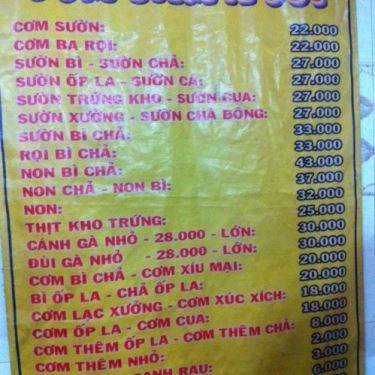 CƠM SƯỜN: 22.000
CƠM BA RỌI: 22.000
SƯỜN BÌ - SƯỜN CHẢ: 27.000
SƯỜN ỐP LA - SƯỜN CÁ: 27.000
SƯỜN TRỨNG KHO - SƯỜN CUA: 27.000
SƯỜN XƯỞNG - SƯỜN CHÀ BÔNG: 27.000
SƯỜN BÌ CHẢ: 33.000
RỌI BÌ CHẢ: 33.000
NON BÌ CHẢ: 43.000
NON CHẢ - NON BÌ: 37.000
NON: 32.000
THỊT KHO TRỨNG: 25.000
CÁNH GÀ NHỎ - 28.000 - LỚN: 30.000
ĐÙI GÀ NHỎ - 28.000 - LỚN: 30.000
CƠM BÌ CHẢ - CƠM XÍU MẠI: 20.000
BÌ ỐP LA - CHẢ ỐP LA: 20.000
CƠM LẠC XƯỞNG - CƠM XÚC XÍCH: 18.000
CƠM ỐP LA - CƠM CUA: 18.000
CƠM THÊM ỐP LA - CƠM THÊM CHẢ: 8.000
CƠM THÊM NHỎ: 2.000
RAU: 3.000
6.000